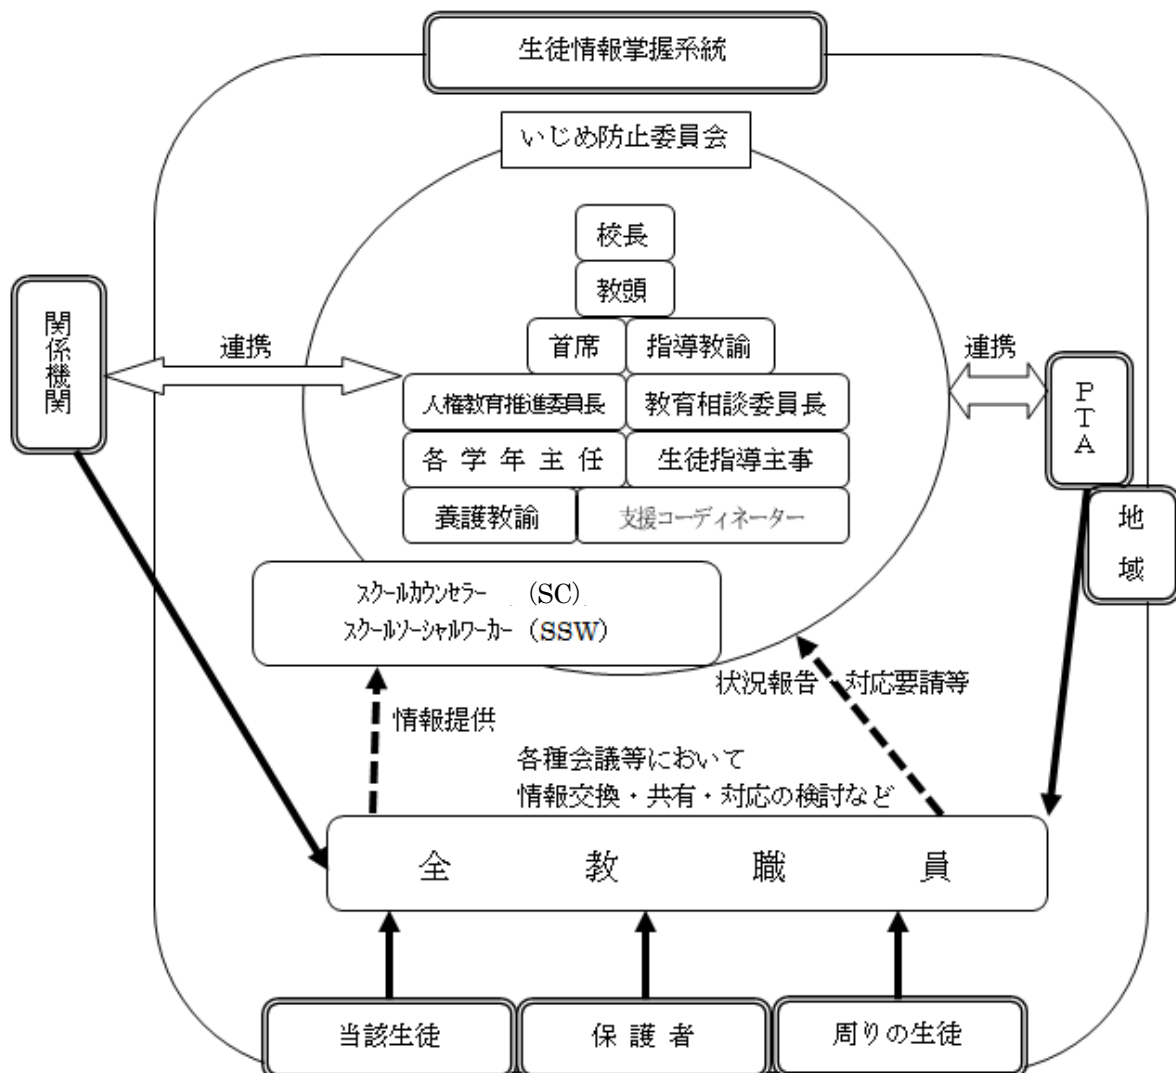 生徒情報掌握系統
いじめ防止委員会
校長
教頭
首席
指導教諭
人権教育推進委員長
教育相談委員長
各学年主任
生徒指導主事
養護教諭
支援コーディネーター
関係機関
連携
連携
PTA
地域
スクールカウンセラー (SC)
スクールソーシャルワーカー (SSW)
状況報告・対応要請等
情報提供
各種会議等において
情報交換・共有・対応の検討など
全教職員
当該生徒
保護者
周りの生徒